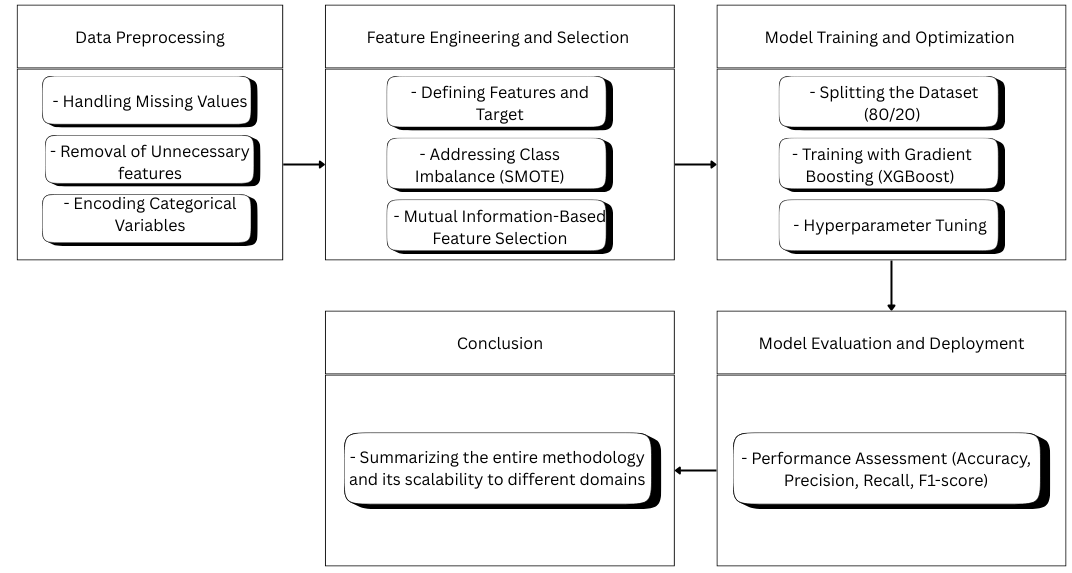 Data Preprocessing
- Handling Missing Values
- Removal of Unnecessary
features
- Encoding Categorical
Variables
Feature Engineering and Selection
- Defining Features and
Target
- Addressing Class
Imbalance (SMOTE)
- Mutual Information-Based
Feature Selection
Model Training and Optimization
- Splitting the Dataset
(80/20)
- Training with Gradient
Boosting (XGBoost)
- Hyperparameter Tuning
Model Evaluation and Deployment
- Performance Assessment (Accuracy,
Precision, Recall, F1-score)
Conclusion
- Summarizing the entire methodology
and its scalability to different domains